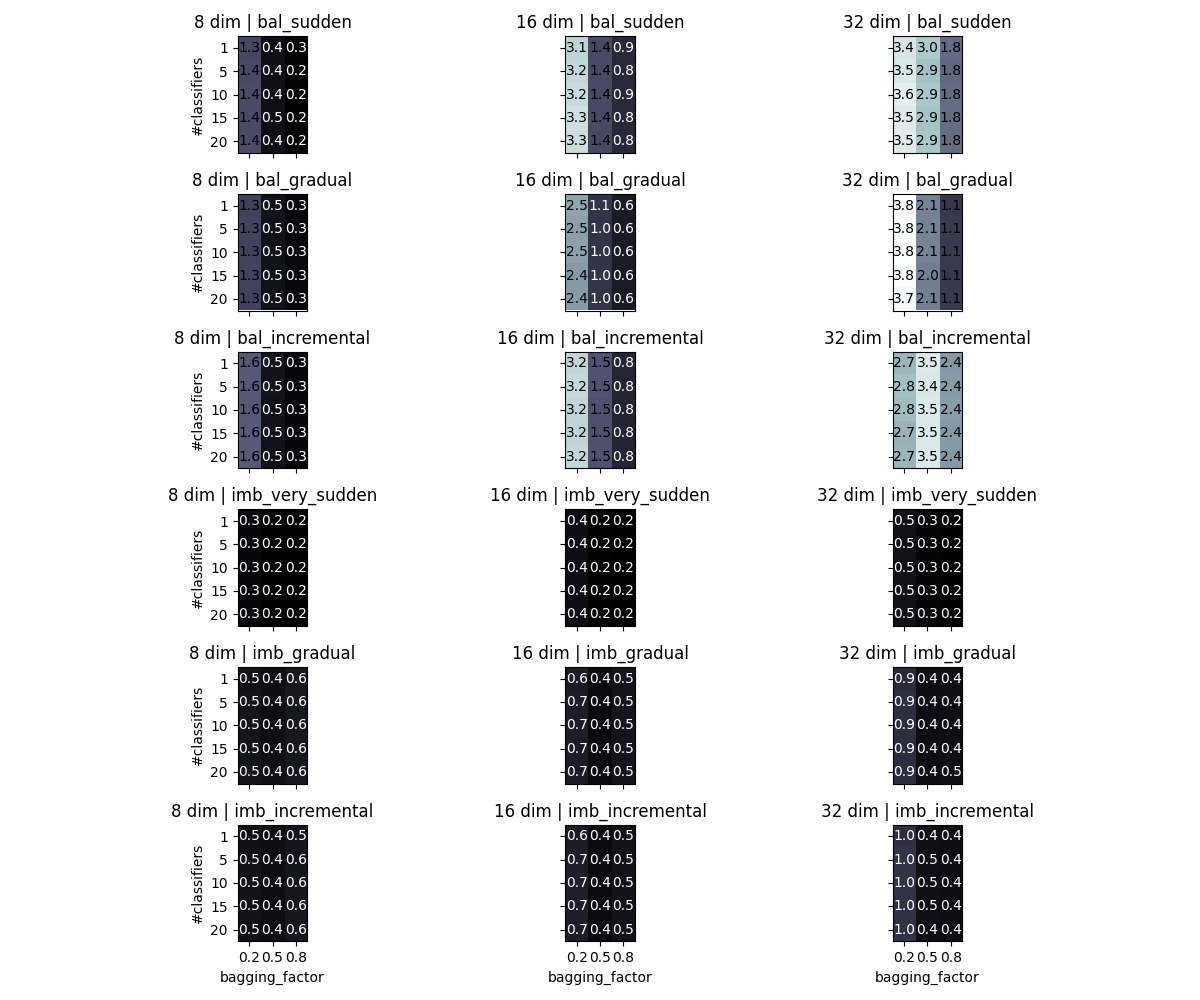 8 dim | bal_sudden 16 dim | bal_sudden 32 dim | bal_sudden
1 1.3 0.4 0.3 3.1 1.4 0.9 3.4 3.0 1.8
5 1.4 0.4 0.2 3.2 1.4 0.8 3.5 2.9 1.8
10 1.4 0.4 0.2 3.2 1.4 0.9 3.6 2.9 1.8
15 1.4 0.5 0.2 3.3 1.4 0.8 3.5 2.9 1.8
20 1.4 0.4 0.2 3.3 1.4 0.8 3.5 2.9 1.8
#classifiers
8 dim | bal_gradual 16 dim | bal_gradual 32 dim | bal_gradual
1 1.3 0.5 0.3 2.5 1.1 0.6 3.8 2.1 1.1
5 1.3 0.5 0.3 2.5 1.0 0.6 3.8 2.1 1.1
10 1.3 0.5 0.3 2.5 1.0 0.6 3.8 2.1 1.1
15 1.3 0.5 0.3 2.4 1.0 0.6 3.8 2.0 1.1
20 1.3 0.5 0.3 2.4 1.0 0.6 3.7 2.1 1.1
#classifiers
8 dim | bal_incremental 16 dim | bal_incremental 32 dim | bal_incremental
1 1.6 0.5 0.3 3.2 1.5 0.8 2.7 3.5 2.4
5 1.6 0.5 0.3 3.2 1.5 0.8 2.8 3.4 2.4
10 1.6 0.5 0.3 3.2 1.5 0.8 2.8 3.5 2.4
15 1.6 0.5 0.3 3.2 1.5 0.8 2.7 3.5 2.4
20 1.6 0.5 0.3 3.2 1.5 0.8 2.7 3.5 2.4
#classifiers
8 dim | imb_very_sudden 16 dim | imb_very_sudden 32 dim | imb_very_sudden
1 0.3 0.2 0.2 0.4 0.2 0.2 0.5 0.3 0.2
5 0.3 0.2 0.2 0.4 0.2 0.2 0.5 0.3 0.2
10 0.3 0.2 0.2 0.4 0.2 0.2 0.5 0.3 0.2
15 0.3 0.2 0.2 0.4 0.2 0.2 0.5 0.3 0.2
20 0.3 0.2 0.2 0.4 0.2 0.2 0.5 0.3 0.2
#classifiers
8 dim | imb_gradual 16 dim | imb_gradual 32 dim | imb_gradual
1 0.5 0.4 0.6 0.6 0.4 0.5 0.9 0.4 0.4
5 0.5 0.4 0.6 0.7 0.4 0.5 0.9 0.4 0.4
10 0.5 0.4 0.6 0.7 0.4 0.5 0.9 0.4 0.4
15 0.5 0.4 0.6 0.7 0.4 0.5 0.9 0.4 0.4
20 0.5 0.4 0.6 0.7 0.4 0.5 0.9 0.4 0.5
#classifiers
8 dim | imb_incremental 16 dim | imb_incremental 32 dim | imb_incremental
1 0.5 0.4 0.5 0.6 0.4 0.5 1.0 0.4 0.4
5 0.5 0.4 0.6 0.7 0.4 0.5 1.0 0.5 0.4
10 0.5 0.4 0.6 0.7 0.4 0.5 1.0 0.5 0.4
15 0.5 0.4 0.6 0.7 0.4 0.5 1.0 0.5 0.4
20 0.5 0.4 0.6 0.7 0.4 0.5 1.0 0.4 0.4
#classifiers
0.2 0.5 0.8 0.2 0.5 0.8 0.2 0.5 0.8
bagging_factor bagging_factor bagging_factor